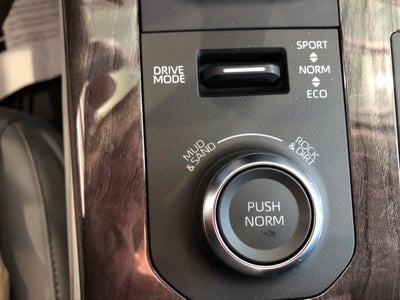 SPORT
DRIVE
MODE
NORM
ECO
MUD
& SAND
ROCK
& DIRT
PUSH
NORM